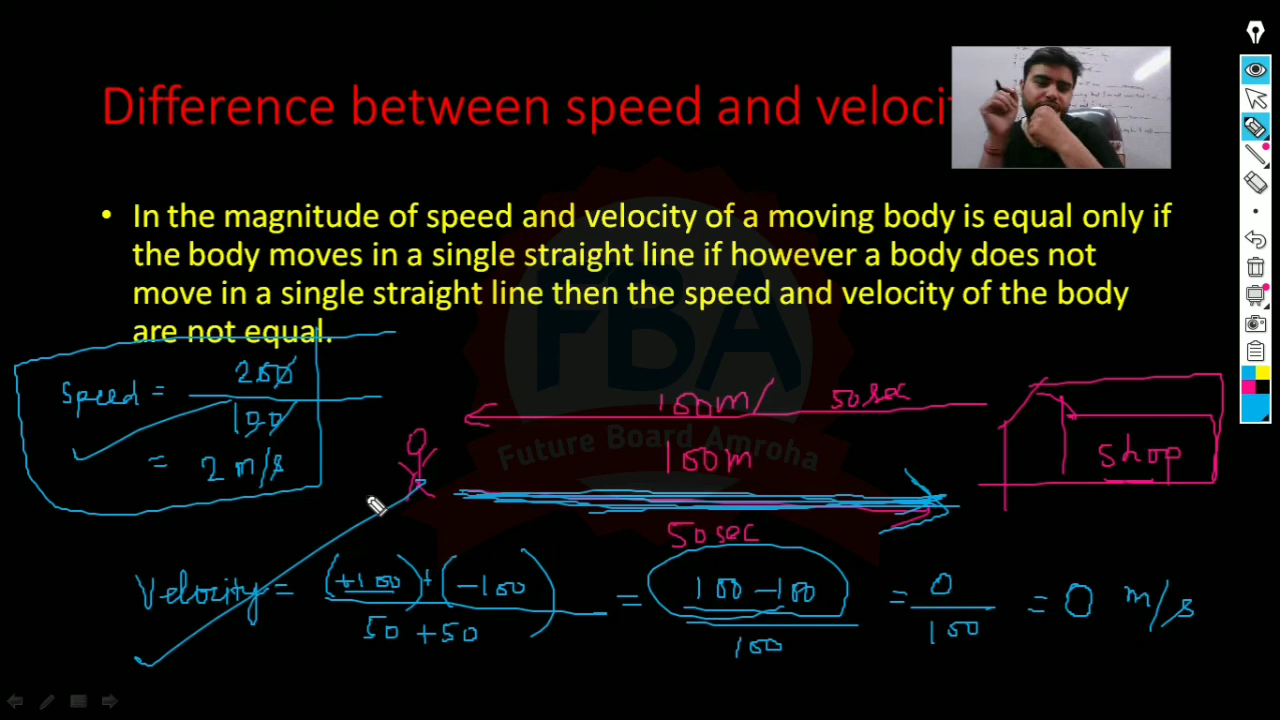 Difference between speed and velocit
• In the magnitude of speed and velocity of a moving body is equal only if
the body moves in a single straight line if however a body does not
move in a single straight line then the speed and velocity of the body
are not equal.
Speed = 200
100
= 2 m/s
100m/ 50sec
FBA
Future Board Amroha
100m
Shop
50sec
Velocity = (+100)+(-100) = 100-100 = 0 = 0 m/s
50+50 100 100